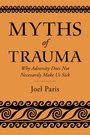 MYTHS
OF
TRAUMA
Why Adversity Does Not
Necessarily Make Us Sick
Joel Paris